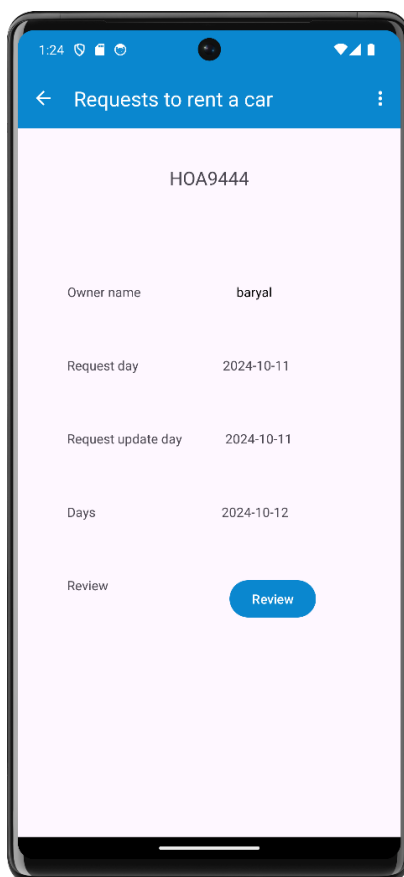 1:24
Requests to rent a car
HOA9444
Owner name baryal
Request day 2024-10-11
Request update day 2024-10-11
Days 2024-10-12
Review Review